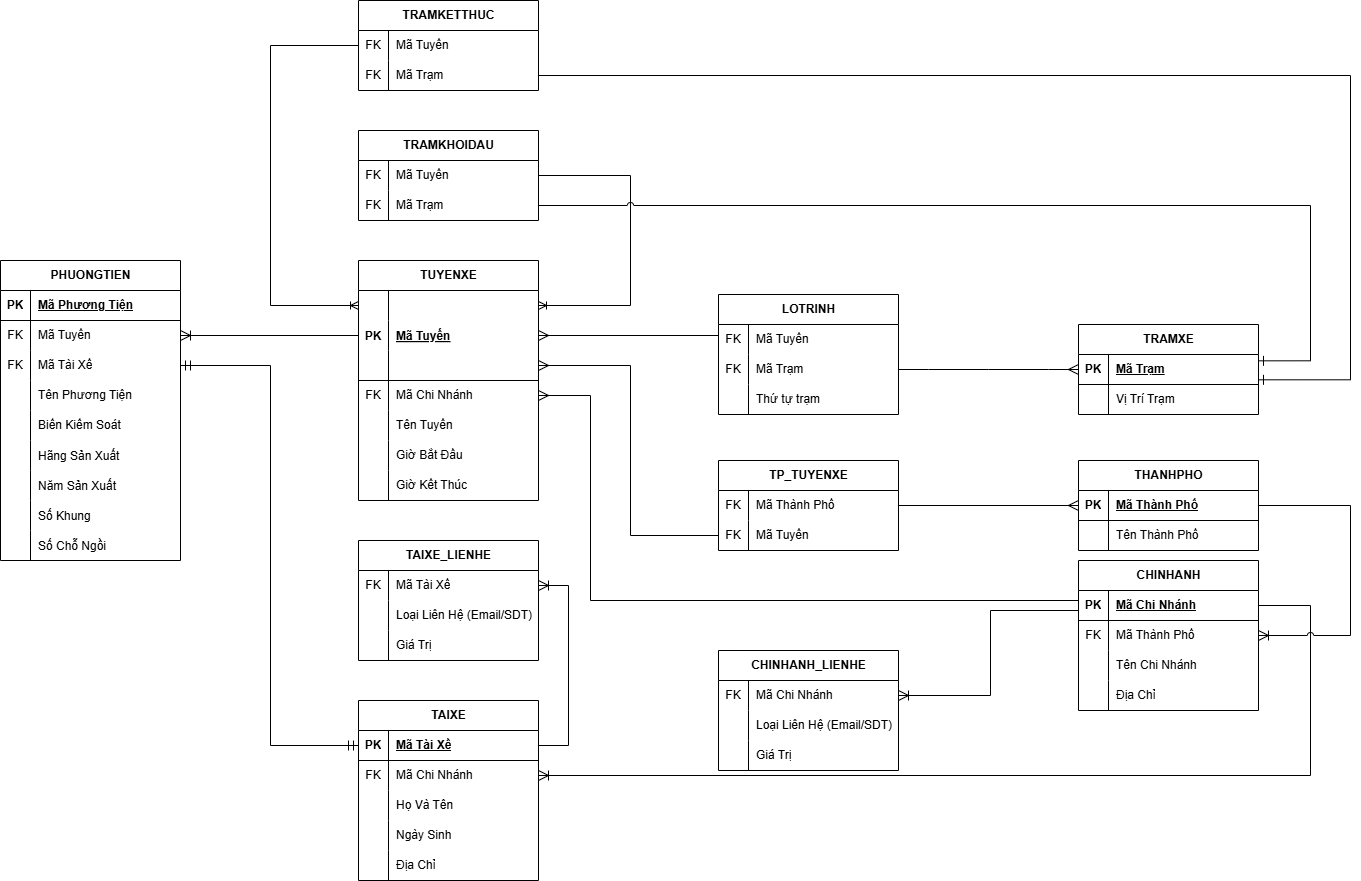 TRAMKETTHUC
FK Mã Tuyến
FK Mã Trạm
TRAMKHOIDAU
FK Mã Tuyến
FK Mã Trạm
PHUONGTIEN
PK Mã Phương Tiện
FK Mã Tuyến
FK Mã Tài Xế
Tên Phương Tiện
Biển Kiểm Soát
Hãng Sản Xuất
Năm Sản Xuất
Số Khung
Số Chỗ Ngồi
TUYENXE
PK Mã Tuyến
FK Mã Chi Nhánh
Tên Tuyến
Giờ Bắt Đầu
Giờ Kết Thúc
LOTRINH
FK Mã Tuyến
FK Mã Trạm
Thứ tự trạm
TRAMXE
PK Mã Trạm
Vị Trí Trạm
TP_TUYENXE
FK Mã Thành Phố
FK Mã Tuyến
THANHPHO
PK Mã Thành Phố
Tên Thành Phố
TAIXE_LIENHE
FK Mã Tài Xế
Loại Liên Hệ (Email/SDT)
Giá Trị
CHINHANH
PK Mã Chi Nhánh
FK Mã Thành Phố
Tên Chi Nhánh
Địa Chỉ
CHINHANH_LIENHE
FK Mã Chi Nhánh
Loại Liên Hệ (Email/SDT)
Giá Trị
TAIXE
PK Mã Tài Xế
FK Mã Chi Nhánh
Họ Và Tên
Ngày Sinh
Địa Chỉ